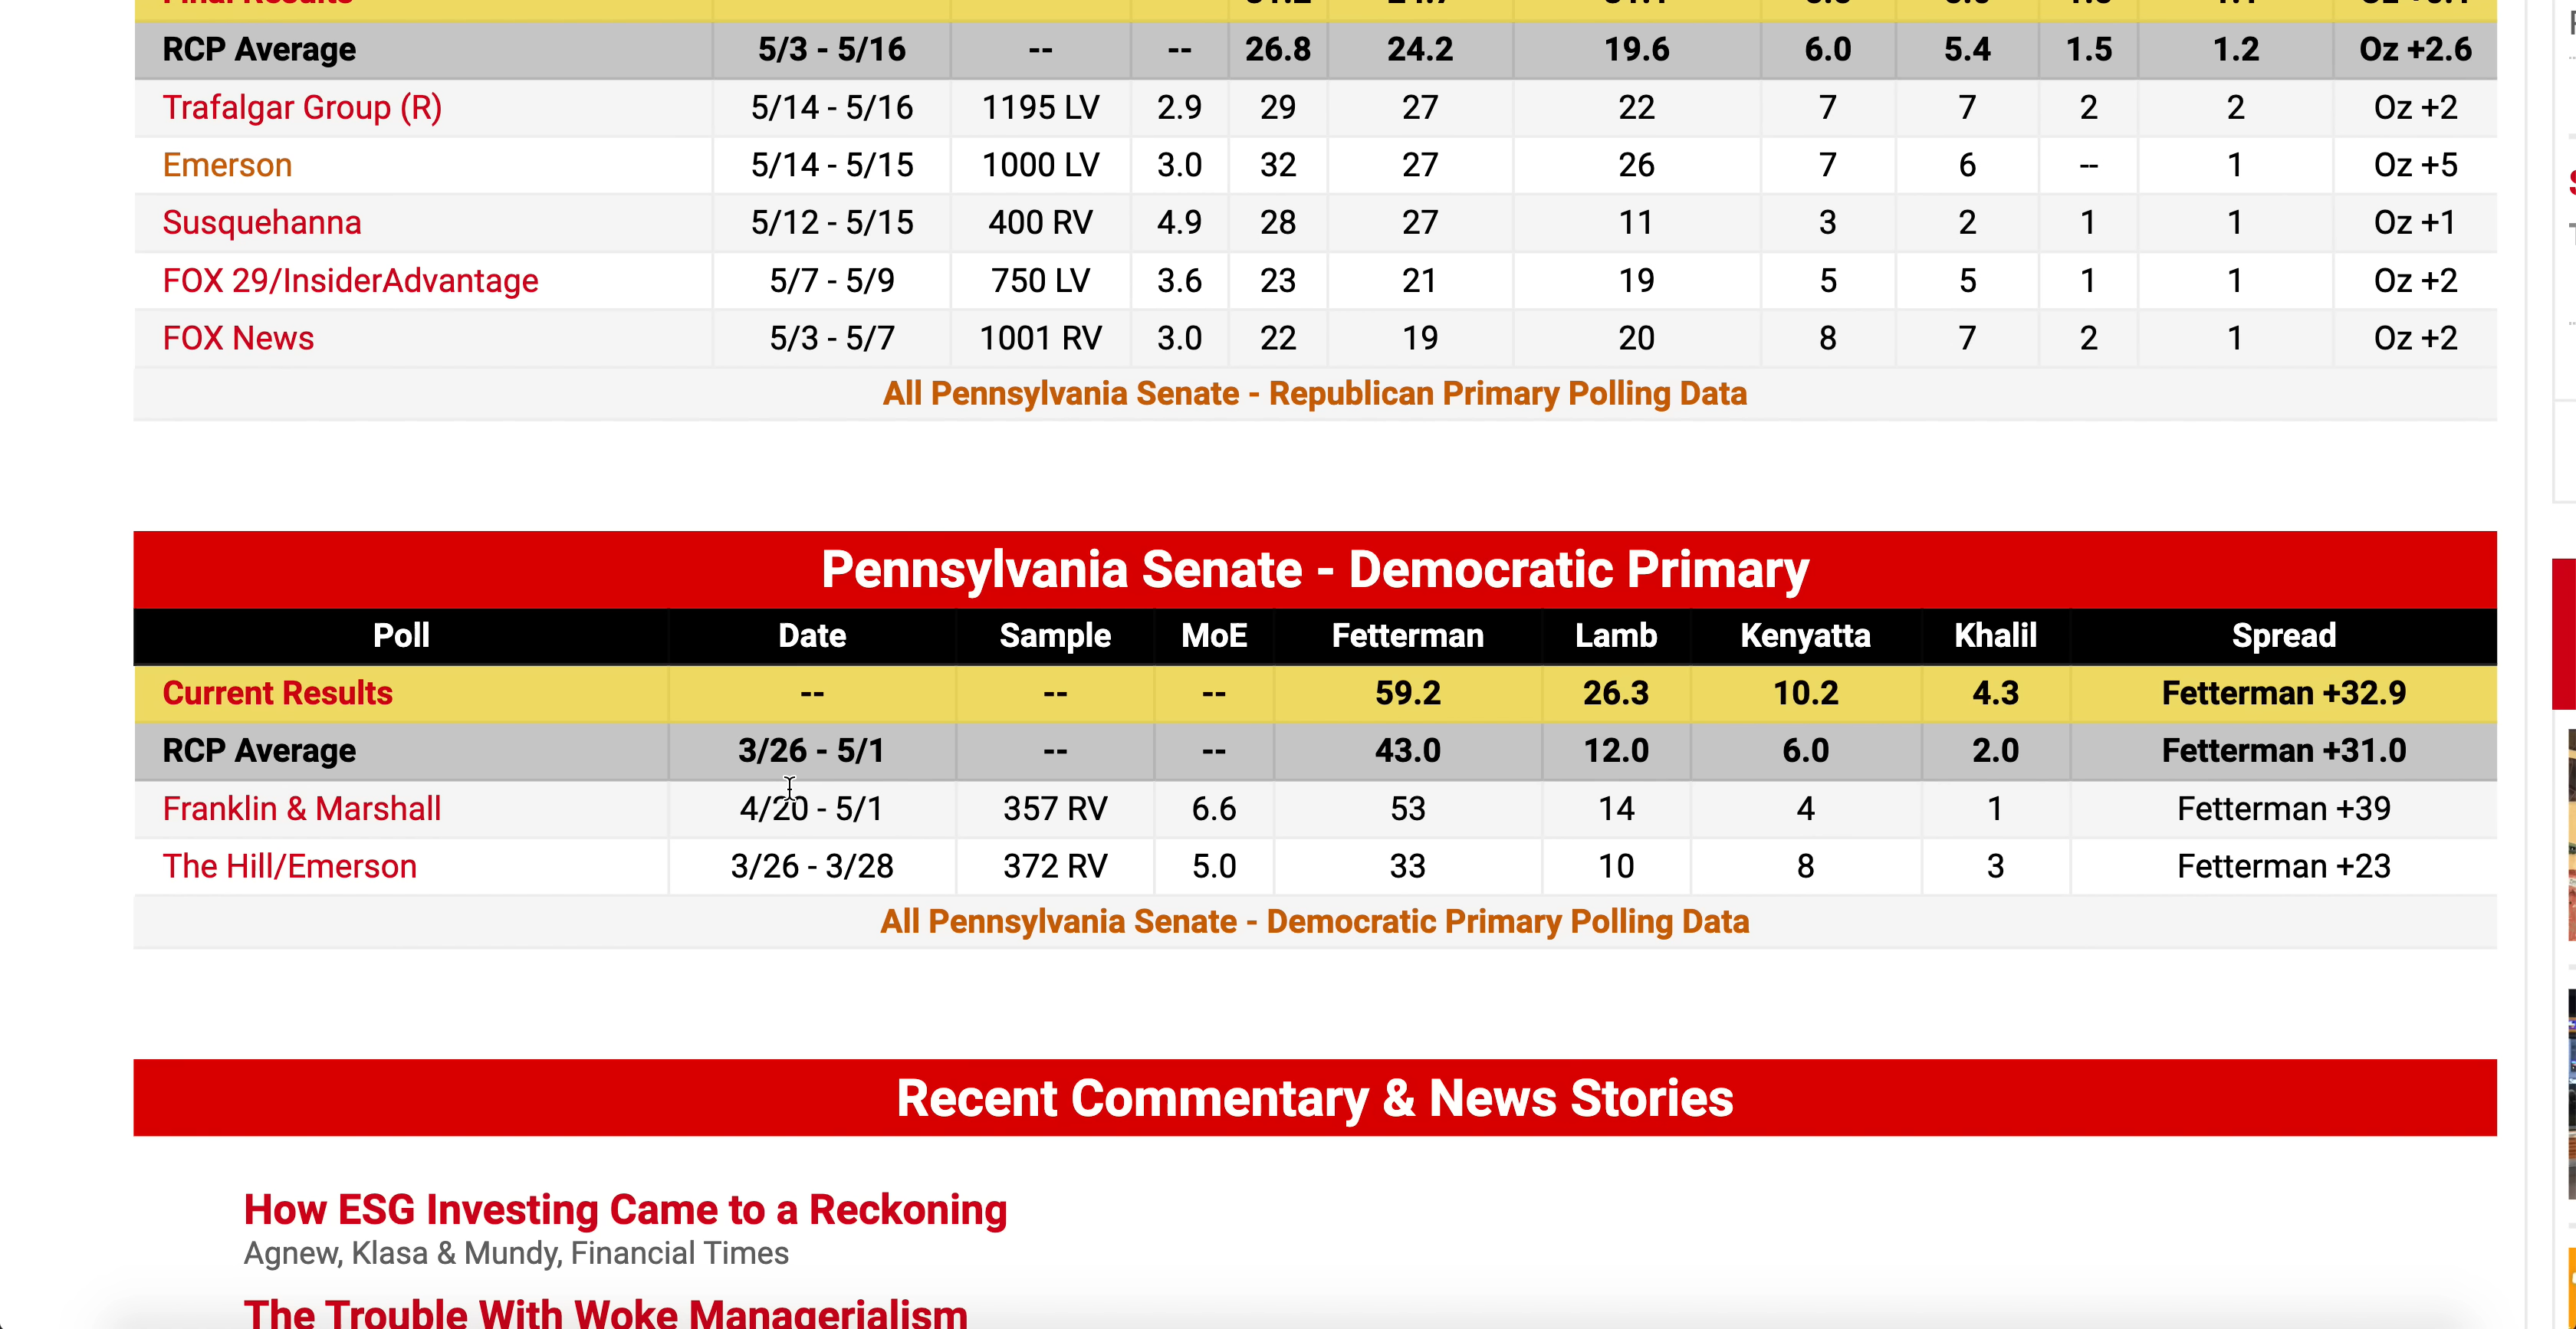 RCP Average 5/3 - 5/16 -- -- 26.8 24.2 19.6 6.0 5.4 1.5 1.2 Oz +2.6
Trafalgar Group (R) 5/14 - 5/16 1195 LV 2.9 29 27 22 7 7 2 2 Oz +2
Emerson 5/14 - 5/15 1000 LV 3.0 32 27 26 7 6 -- 1 Oz +5
Susquehanna 5/12 - 5/15 400 RV 4.9 28 27 11 3 2 1 1 Oz +1
FOX 29/InsiderAdvantage 5/7 - 5/9 750 LV 3.6 23 21 19 5 5 1 1 Oz +2
FOX News 5/3 - 5/7 1001 RV 3.0 22 19 20 8 7 2 1 Oz +2
All Pennsylvania Senate - Republican Primary Polling Data
Pennsylvania Senate - Democratic Primary
Poll Date Sample MoE Fetterman Lamb Kenyatta Khalil Spread
Current Results -- -- -- 59.2 26.3 10.2 4.3 Fetterman +32.9
RCP Average 3/26 - 5/1 -- -- 43.0 12.0 6.0 2.0 Fetterman +31.0
Franklin & Marshall 4/20 - 5/1 357 RV 6.6 53 14 4 1 Fetterman +39
The Hill/Emerson 3/26 - 3/28 372 RV 5.0 33 10 8 3 Fetterman +23
All Pennsylvania Senate - Democratic Primary Polling Data
Recent Commentary & News Stories
How ESG Investing Came to a Reckoning
Agnew, Klasa & Mundy, Financial Times
The Trouble With Woke Managerialism